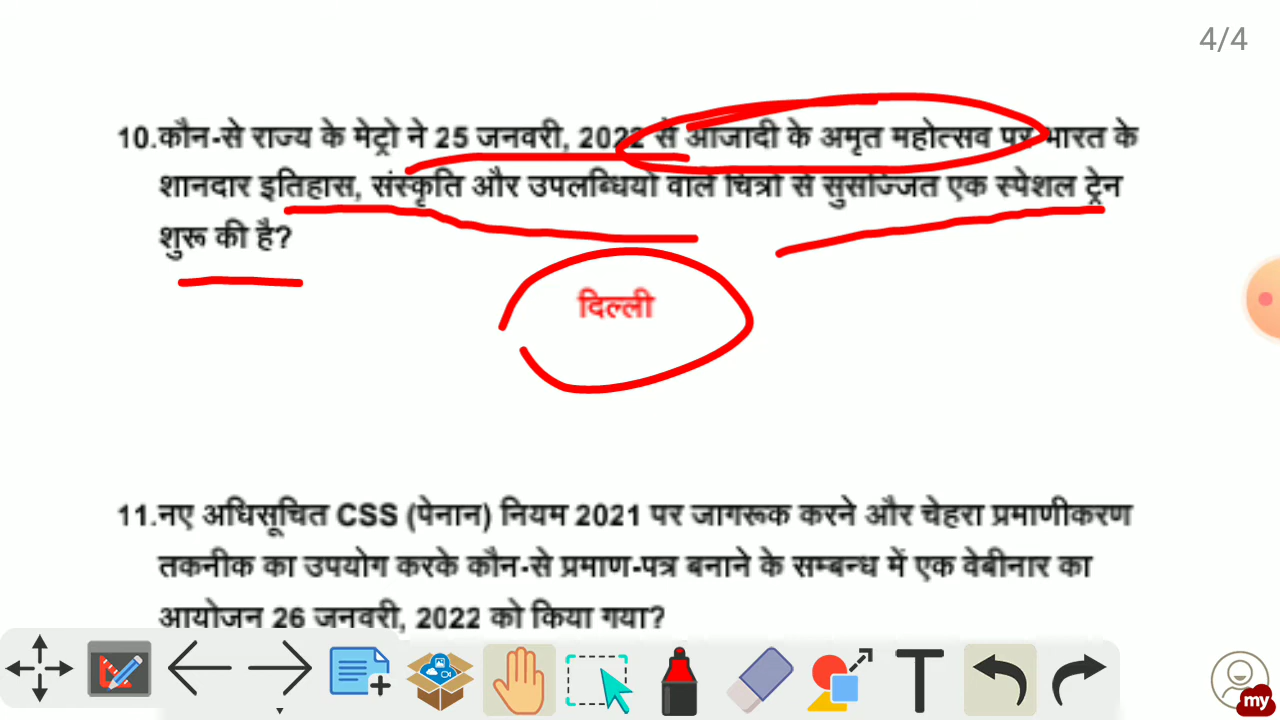 4/4
10.कौन-से राज्य के मेट्रो ने 25 जनवरी, 2022 से आजादी के अमृत महोत्सव पर भारत के
शानदार इतिहास, संस्कृति और उपलब्धियों वाले चित्रों से सुसज्जित एक स्पेशल ट्रेन
शुरू की है?
दिल्ली
11.नए अधिसूचित CSS (पेनान) नियम 2021 पर जागरूक करने और चेहरा प्रमाणीकरण
तकनीक का उपयोग करके कौन-से प्रमाण-पत्र बनाने के सम्बन्ध में एक वेबीनार का
आयोजन 26 जनवरी, 2022 को किया गया?
T
my